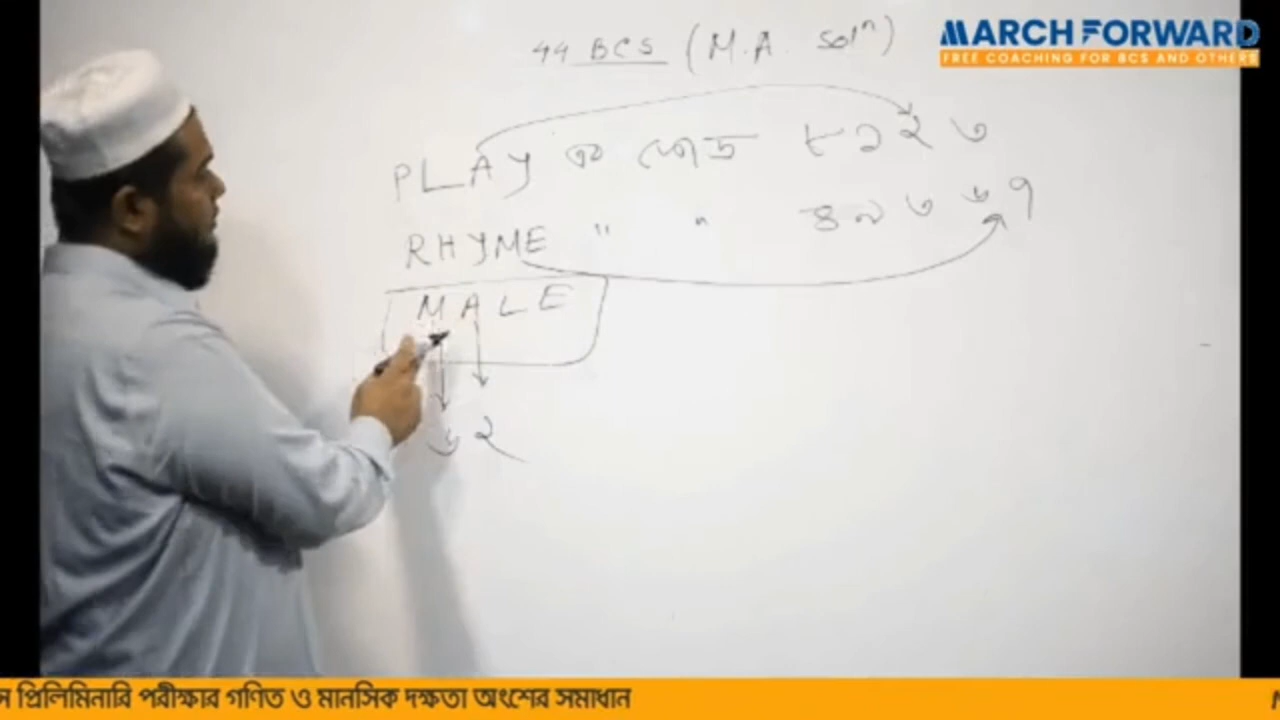 44 BCS (M.A. Solⁿ)
MARCH FORWARD
FREE COACHING FOR BCS AND OTHERS
PLAY এর কোড ৮১২৩
RHYME " " ৪৯৩৬৭
MALE
৬২
প্রিলিমিনারি পরীক্ষার গণিত ও মানসিক দক্ষতা অংশের সমাধান